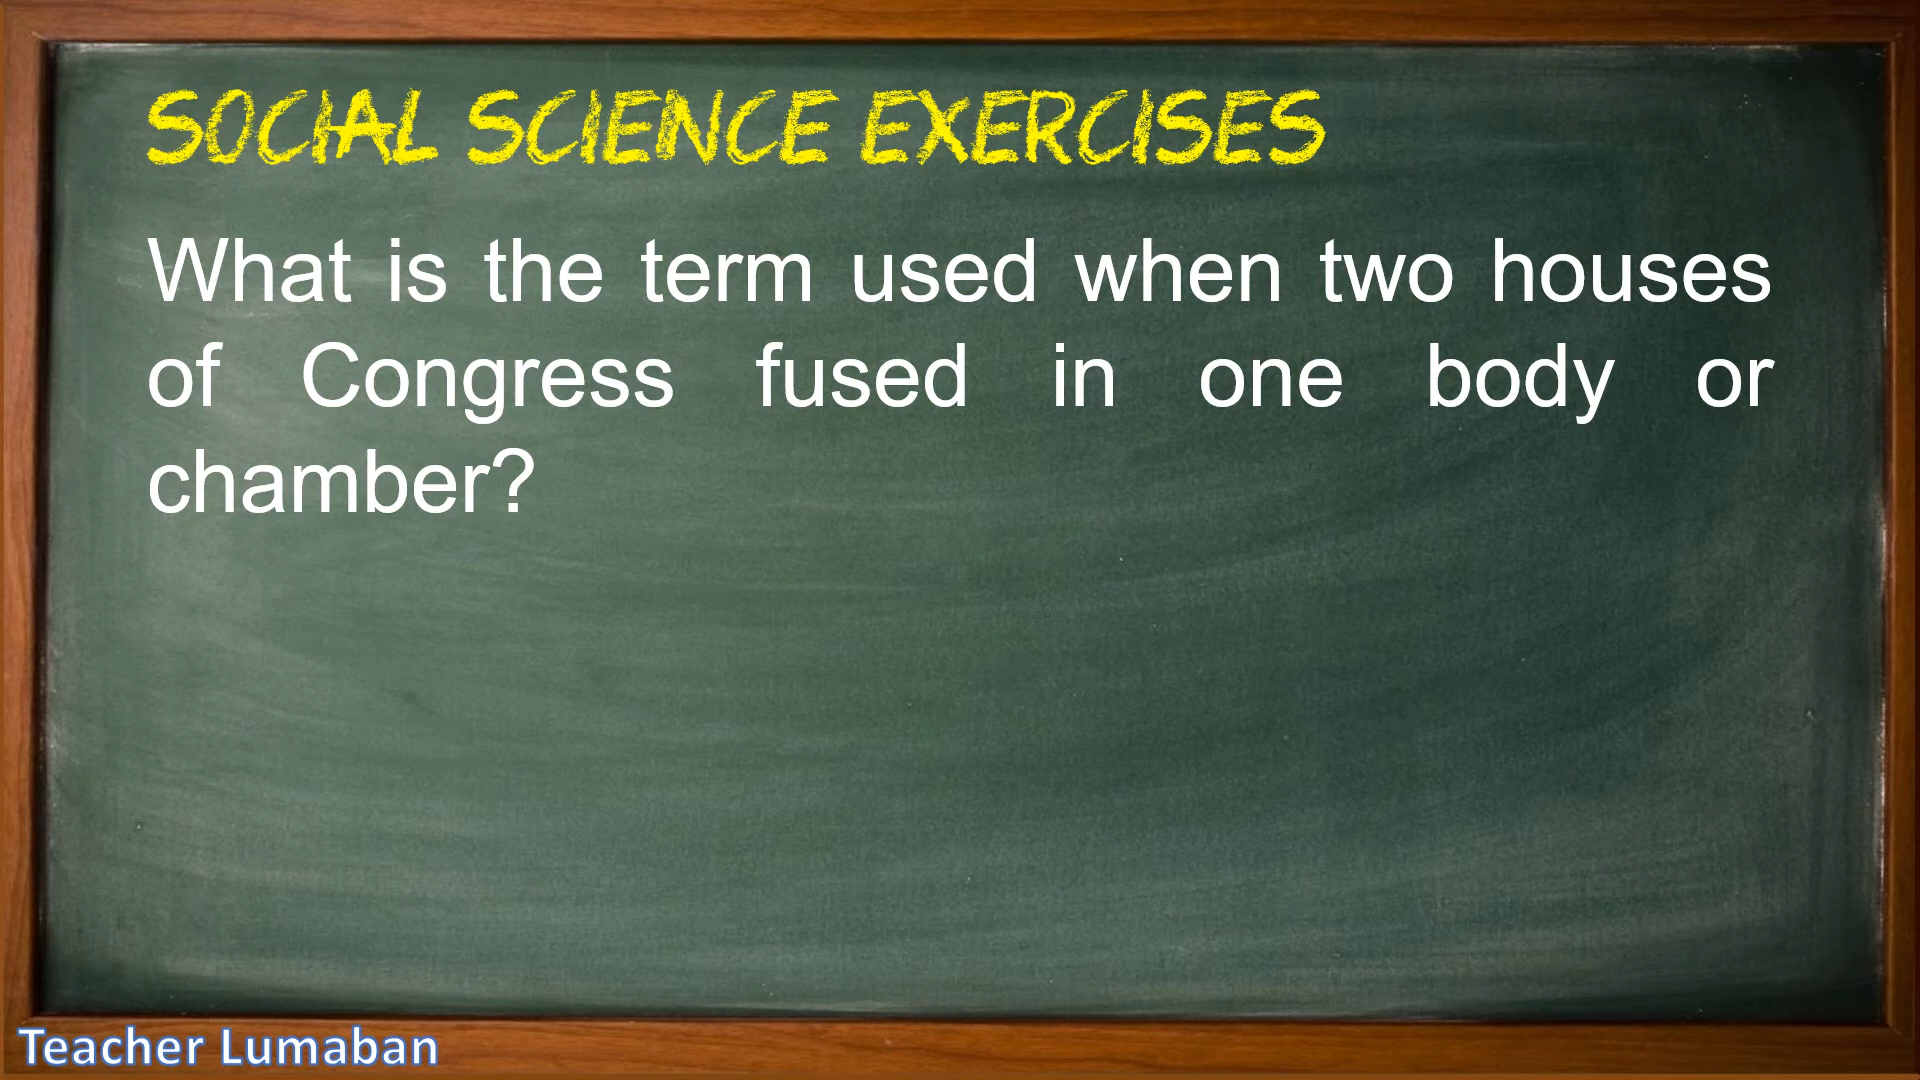 SOCIAL SCIENCE EXERCISES
What is the term used when two houses
of Congress fused in one body or
chamber?
Teacher Lumaban